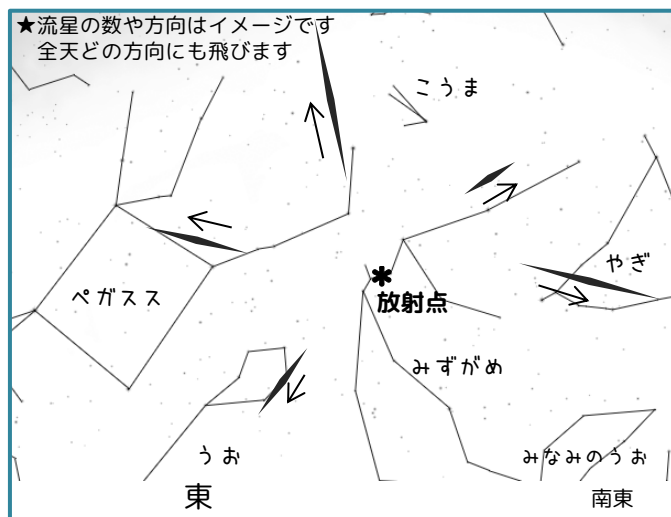 ★流星の数や方向はイメージです
全天どの方向にも飛びます
こうま
やぎ
ペガスス
放射点
みずがめ
うお
みなみのうお
東
南東